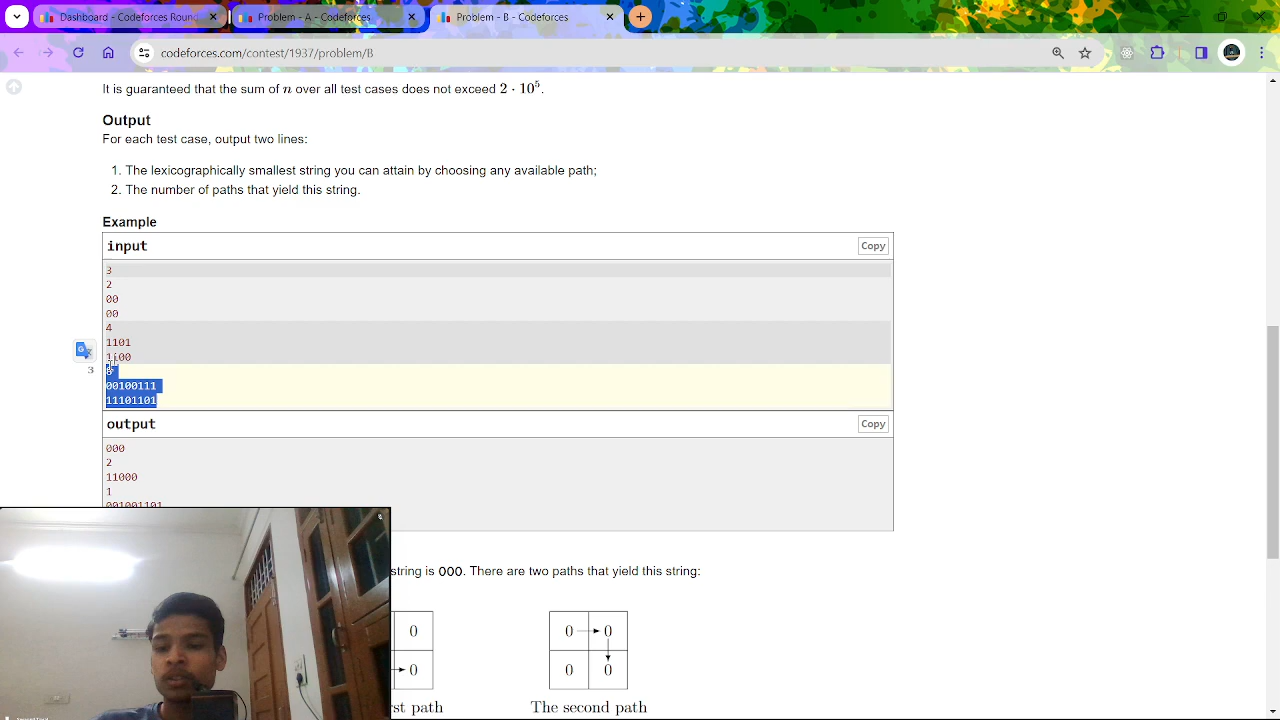 Dashboard - Codeforces Round
Problem - A - Codeforces
Problem - B - Codeforces
codeforces.com/contest/1937/problem/B
It is guaranteed that the sum of n over all test cases does not exceed 2 · 10⁵.
Output
For each test case, output two lines:
1. The lexicographically smallest string you can attain by choosing any available path;
2. The number of paths that yield this string.
Example
input
Copy
3
2
00
00
4
1101
1100
3
8
00100111
11101101
output
Copy
000
2
11000
1
001001101
string is 000. There are two paths that yield this string:
0
0
0
0
0
0
rst path
The second path